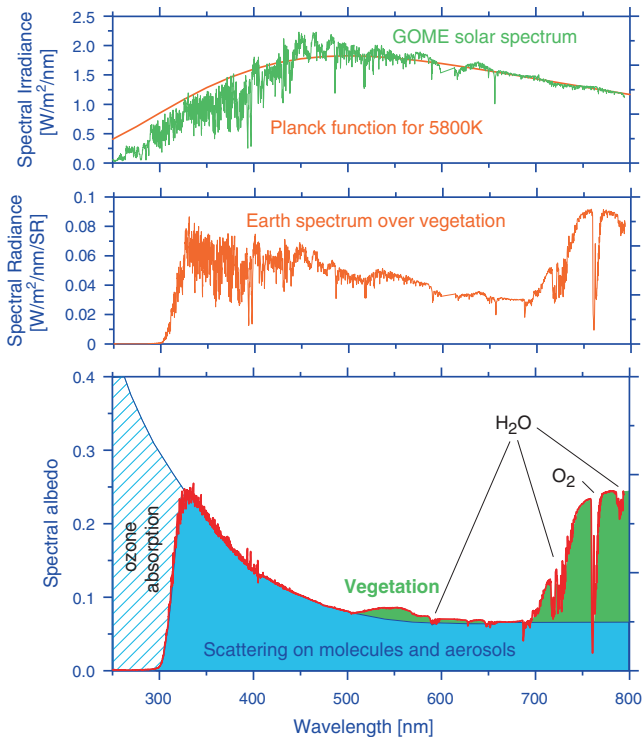 2.5
2.0
1.5
1.0
0.5
0.0
Spectral Irradiance
[W/m²/nm]
GOME solar spectrum
Planck function for 5800K
0.1
0.08
0.06
0.04
0.02
0
Spectral Radiance
[W/m²/nm/SR]
Earth spectrum over vegetation
0.4
0.3
0.2
0.1
0.0
Spectral albedo
H₂O
O₂
ozone
absorption
Vegetation
Scattering on molecules and aerosols
300 400 500 600 700 800
Wavelength [nm]